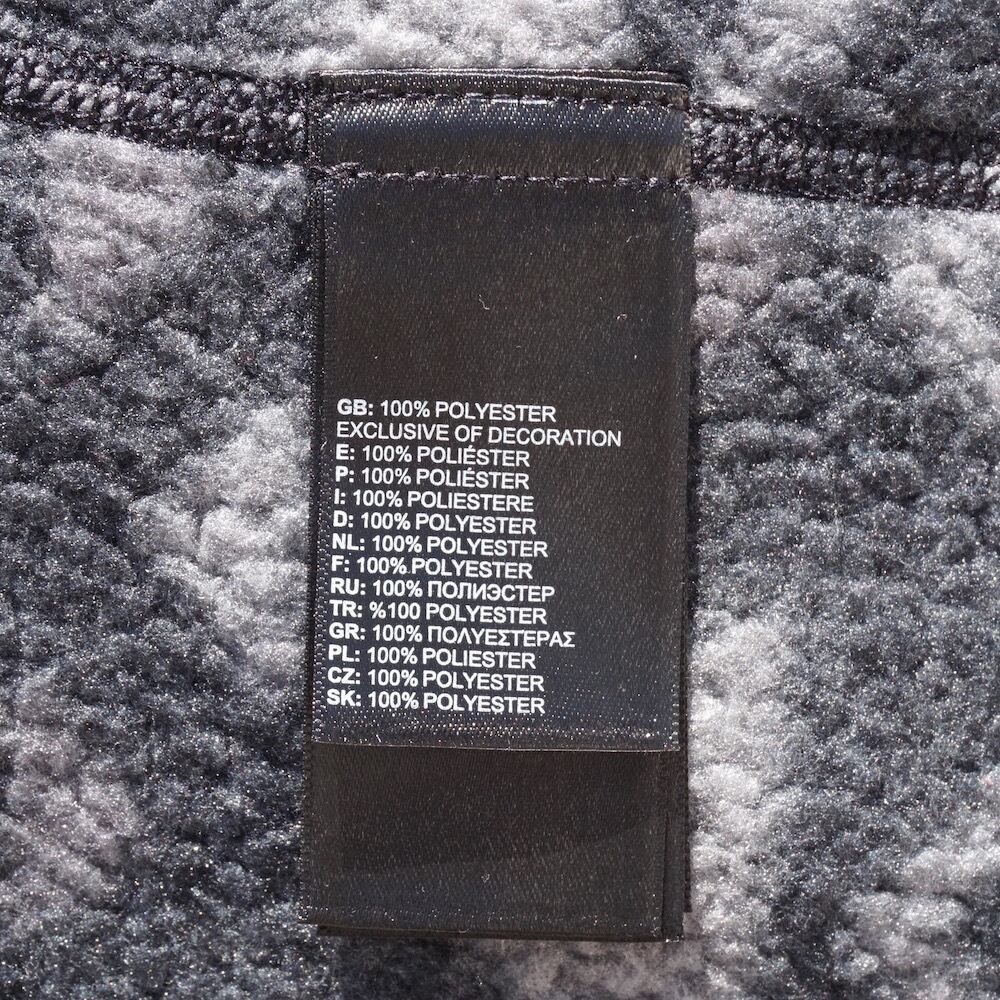 GB: 100% POLYESTER
EXCLUSIVE OF DECORATION
E: 100% POLIÉSTER
P: 100% POLIÉSTER
I: 100% POLIESTERE
D: 100% POLYESTER
NL: 100% POLYESTER
F: 100% POLYESTER
RU: 100% ПОЛИЭСТЕР
TR: %100 POLYESTER
GR: 100% ΠΟΛΥΕΣΤΕΡΑΣ
PL: 100% POLIESTER
CZ: 100% POLYESTER
SK: 100% POLYESTER